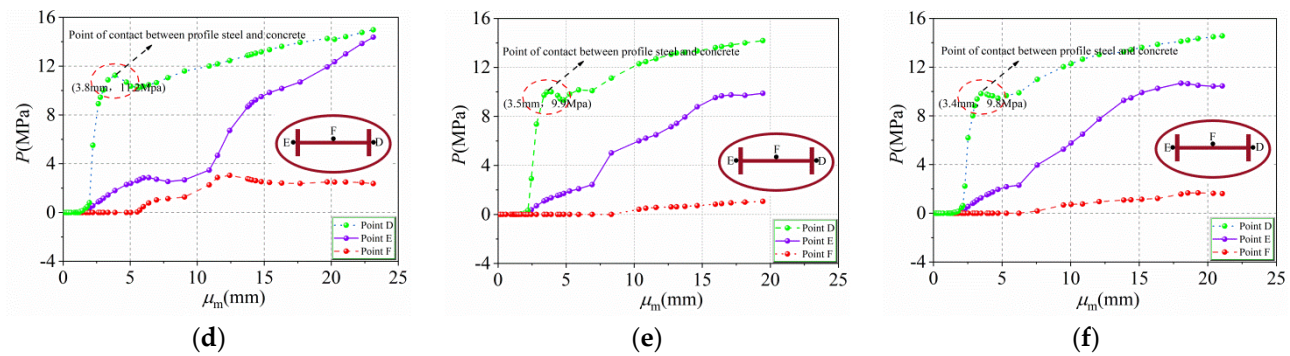 16
12
8
4
0
-4
P(MPa)
Point of contact between profile steel and concrete
(3.8mm, 11.2Mpa)
F
E
D
Point D
Point E
Point F
0
5
10
15
20
25
μm(mm)
(d)
16
12
8
4
0
-4
P(MPa)
Point of contact between profile steel and concrete
(3.5mm, 9.9Mpa)
F
E
D
Point D
Point E
Point F
0
5
10
15
20
25
μm(mm)
(e)
16
12
8
4
0
-4
P(MPa)
Point of contact between profile steel and concrete
(3.4mm, 9.8Mpa)
F
E
D
Point D
Point E
Point F
0
5
10
15
20
25
μm(mm)
(f)